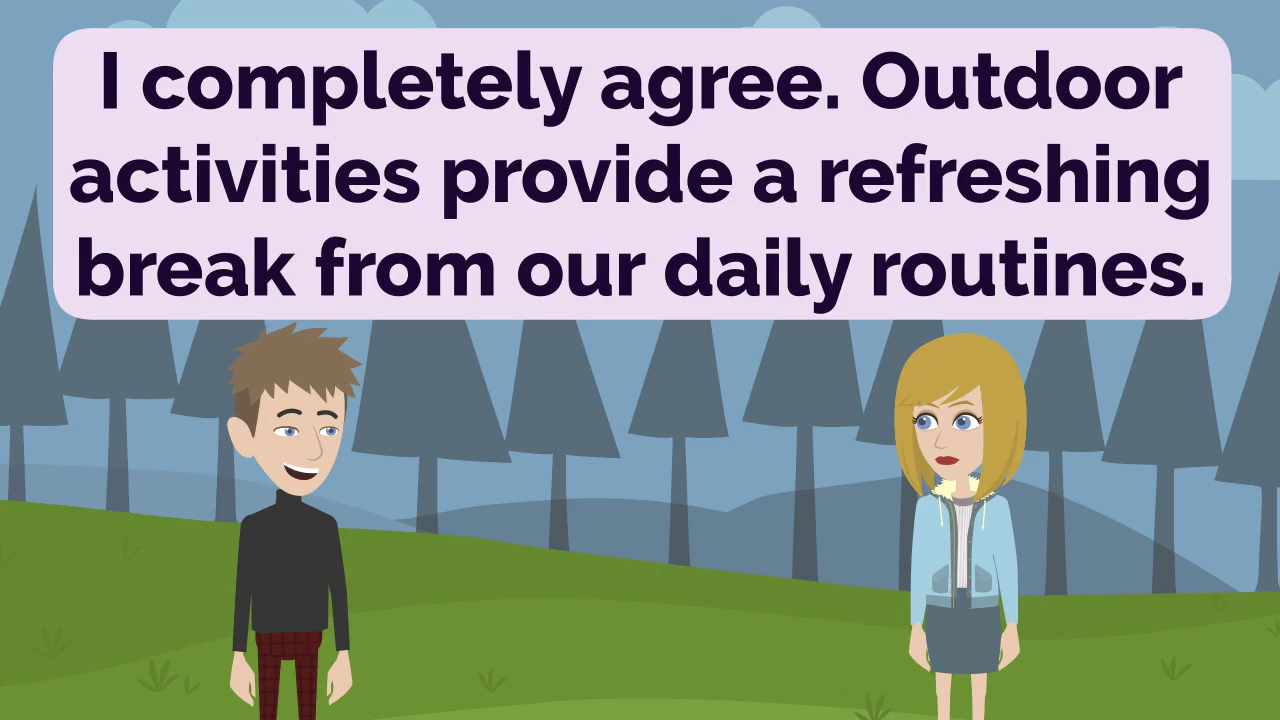 I completely agree. Outdoor
activities provide a refreshing
break from our daily routines.